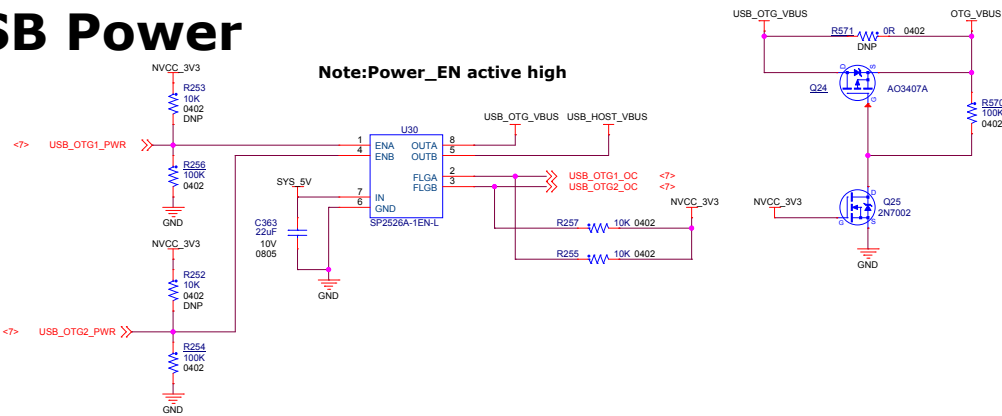 SB Power
Note:Power_EN active high
NVCC_3V3
R253
10K
0402
DNP
<7> USB_OTG1_PWR
R256
100K
0402
GND
NVCC_3V3
R252
10K
0402
DNP
<7> USB_OTG2_PWR
R254
100K
0402
GND
SYS_5V
C363
22uF
10V
0805
GND
U30
1 ENA OUTA 8
4 ENB OUTB 5
FLGA 2
FLGB 3
7 IN
6 GND
SP2526A-1EN-L
USB_OTG_VBUS USB_HOST_VBUS
USB_OTG1_OC <7>
USB_OTG2_OC <7>
NVCC_3V3
R257 10K 0402
R255 10K 0402
USB_OTG_VBUS OTG_VBUS
R571 0R 0402
DNP
D S
Q24 AO3407A
G
R570
100K
0402
NVCC_3V3
D
Q25
2N7002
G S
GND